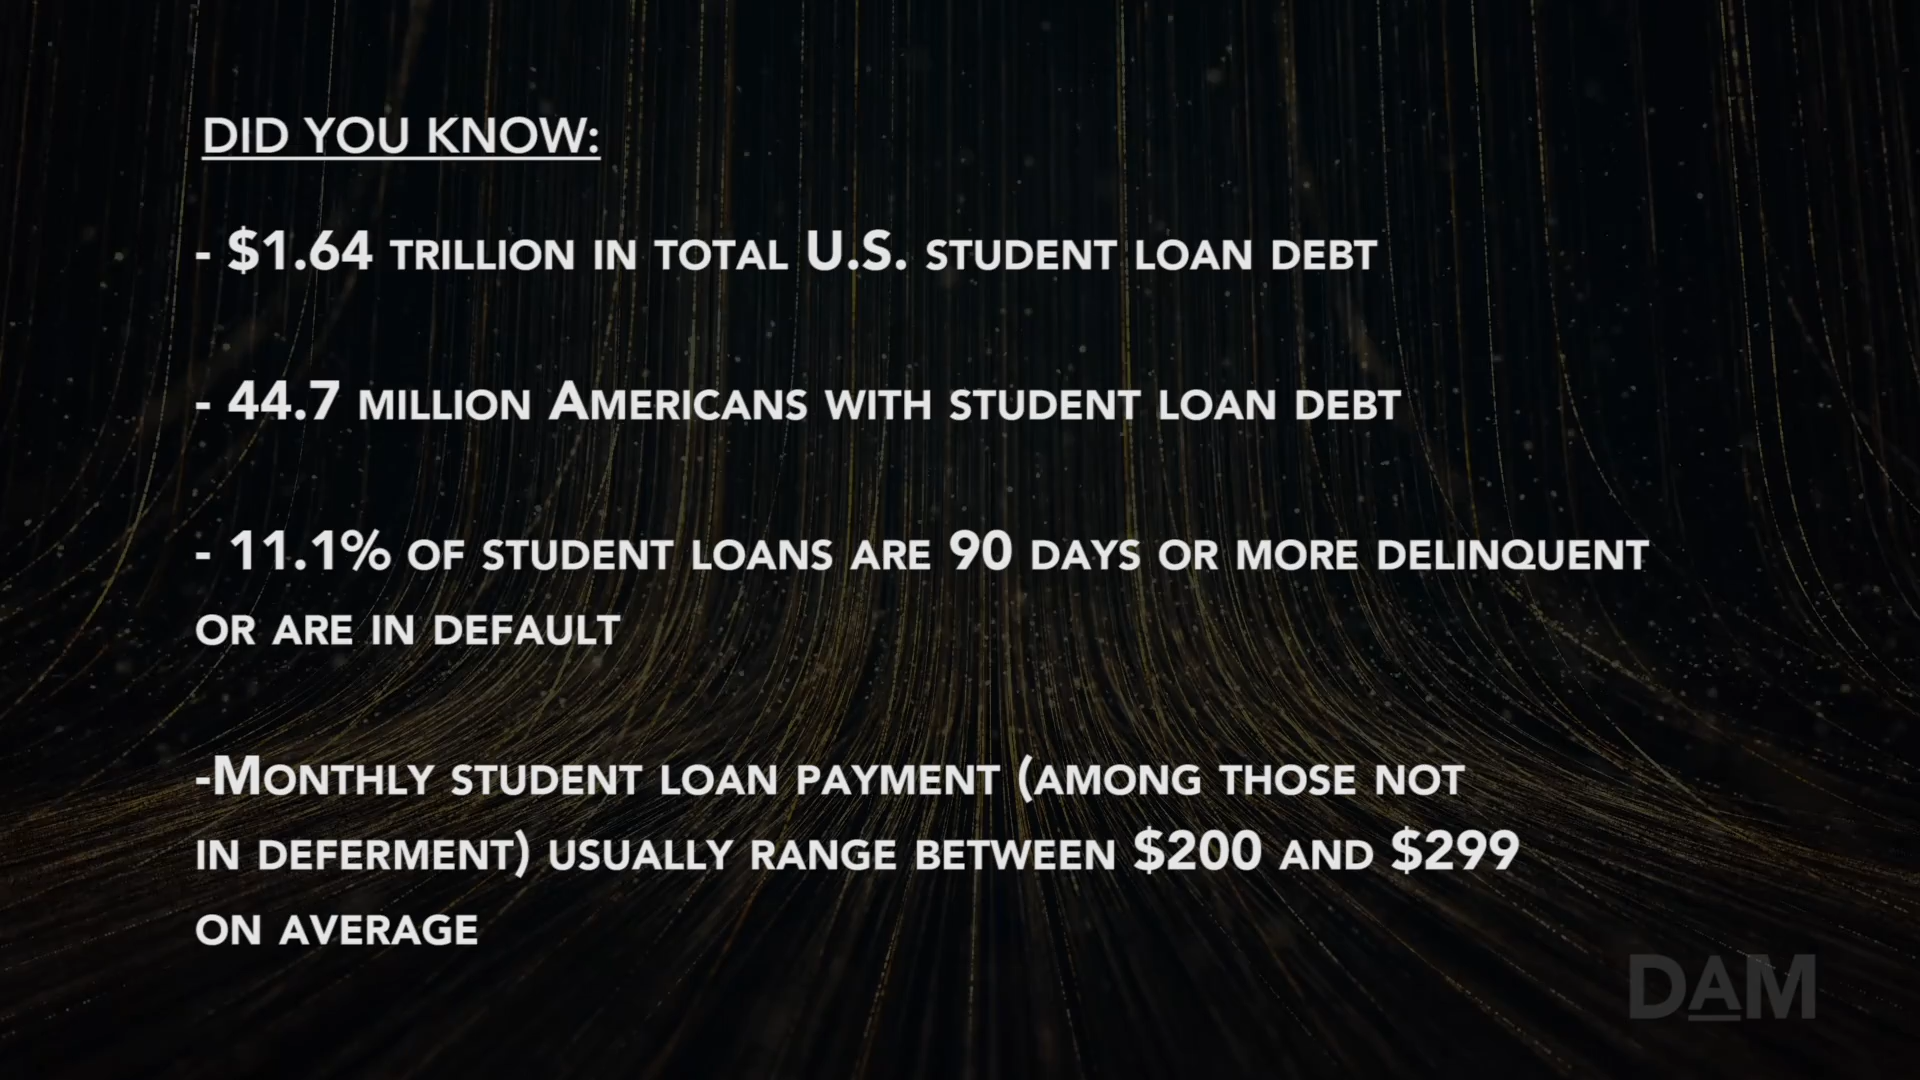 DID YOU KNOW:
- $1.64 TRILLION IN TOTAL U.S. STUDENT LOAN DEBT
- 44.7 MILLION AMERICANS WITH STUDENT LOAN DEBT
- 11.1% OF STUDENT LOANS ARE 90 DAYS OR MORE DELINQUENT
OR ARE IN DEFAULT
-MONTHLY STUDENT LOAN PAYMENT (AMONG THOSE NOT
IN DEFERMENT) USUALLY RANGE BETWEEN $200 AND $299
ON AVERAGE
DAM